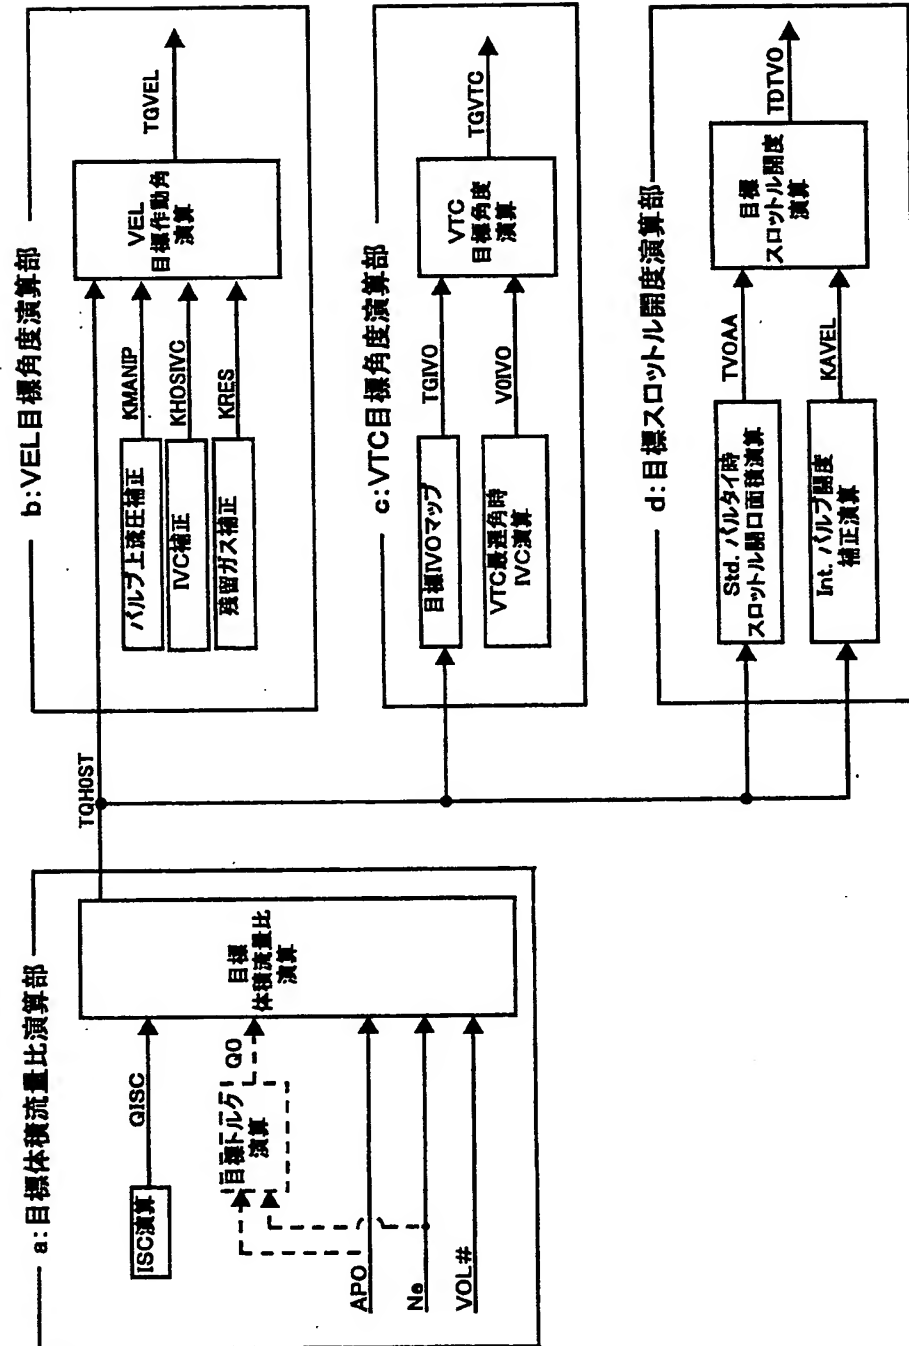 a:目標体積流量比演算部
ISC演算
QISC
目標トルク
演算
Q0
APO
Ne
VOL#
目標
体積流量比
演算
TQH0ST
b:VEL目標角度演算部
バルブ上流圧補正
IVC補正
残留ガス補正
KMANIP
KHOSIVC
KRES
VEL
目標作動角
演算
TGVEL
c:VTC目標角度演算部
目標IVOマップ
VTC最遅角時
IVC演算
TGIVO
V0IVO
VTC
目標角度
演算
TGVTC
d:目標スロットル開度演算部
Std. バルタイ時
スロットル開口面積演算
Int. バルブ開度
補正演算
TVOAA
KAVEL
目標
スロットル開度
演算
TDTVO